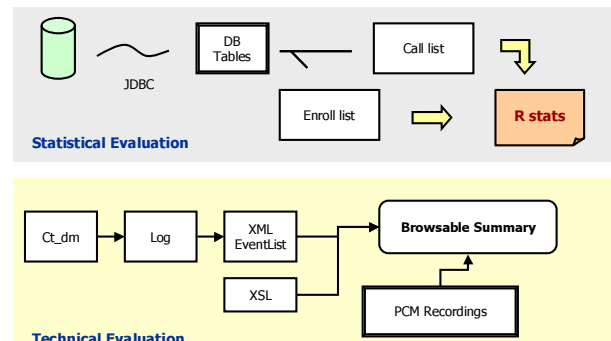 DB
Tables
Call list
JDBC
Enroll list
R stats
Statistical Evaluation
Ct_dm
Log
XML
EventList
Browsable Summary
XSL
PCM Recordings
Technical Evaluation